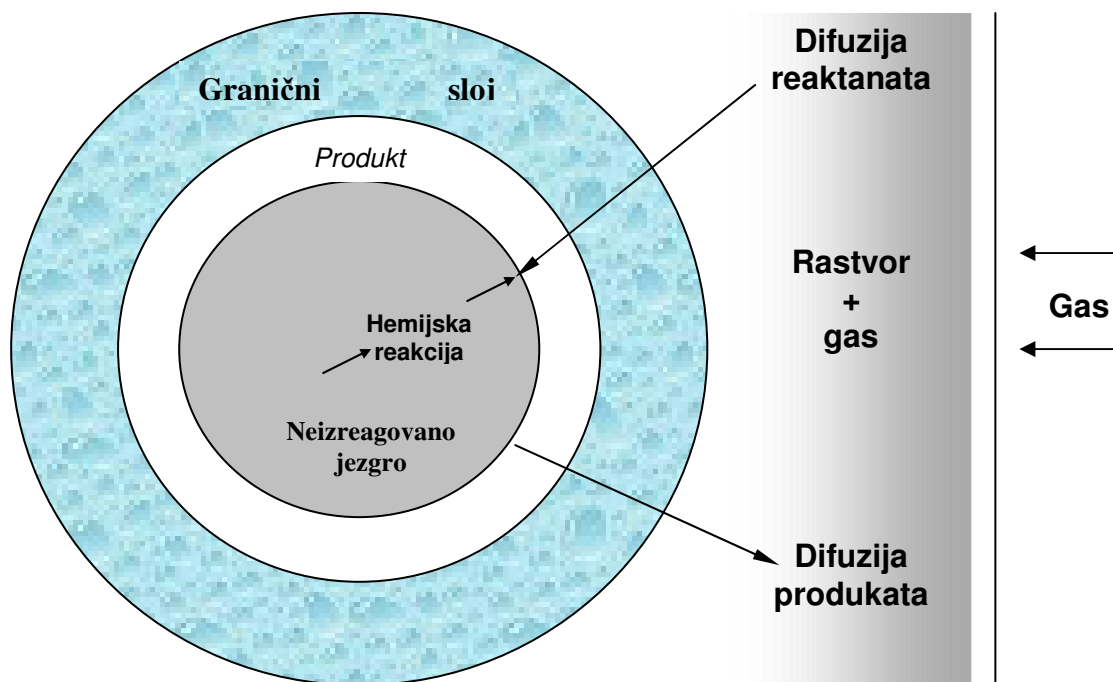 Granični sloi
Produkt
Hemijska
reakcija
Neizreagovano
jezgro
Difuzija
reaktanata
Rastvor
+
gas
Difuzija
produkata
Gas